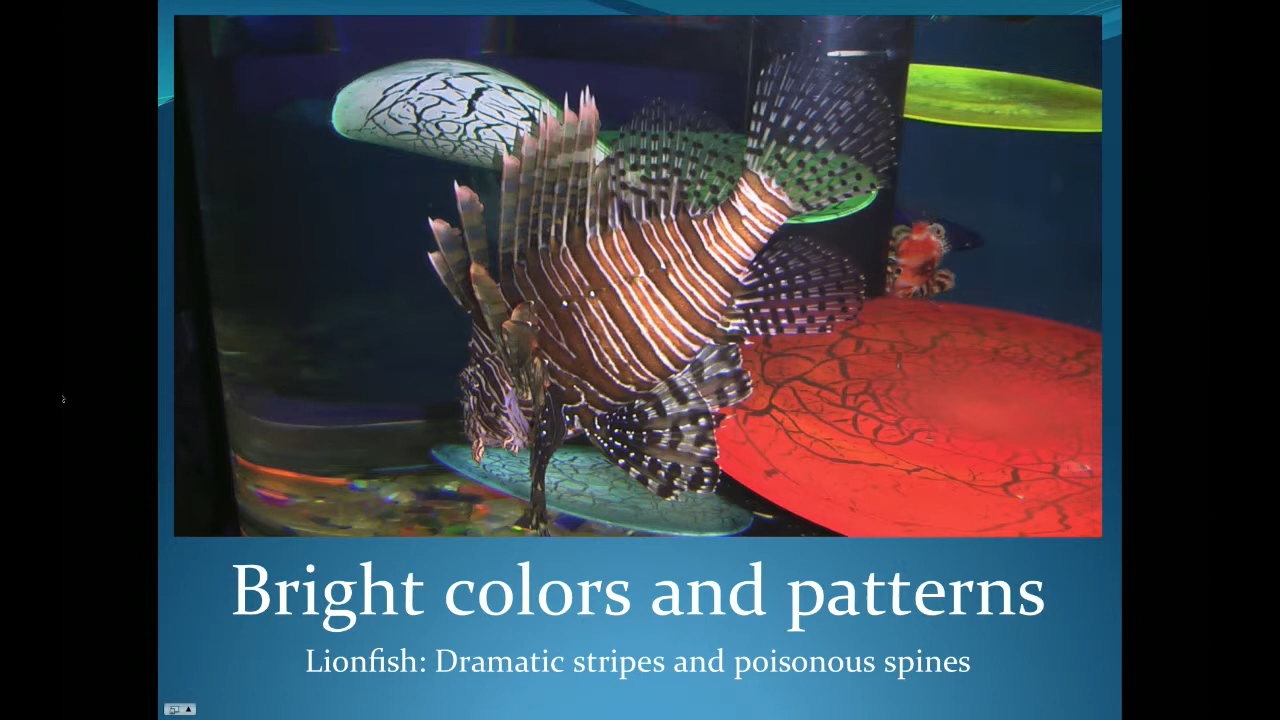 Bright colors and patterns
Lionfish: Dramatic stripes and poisonous spines